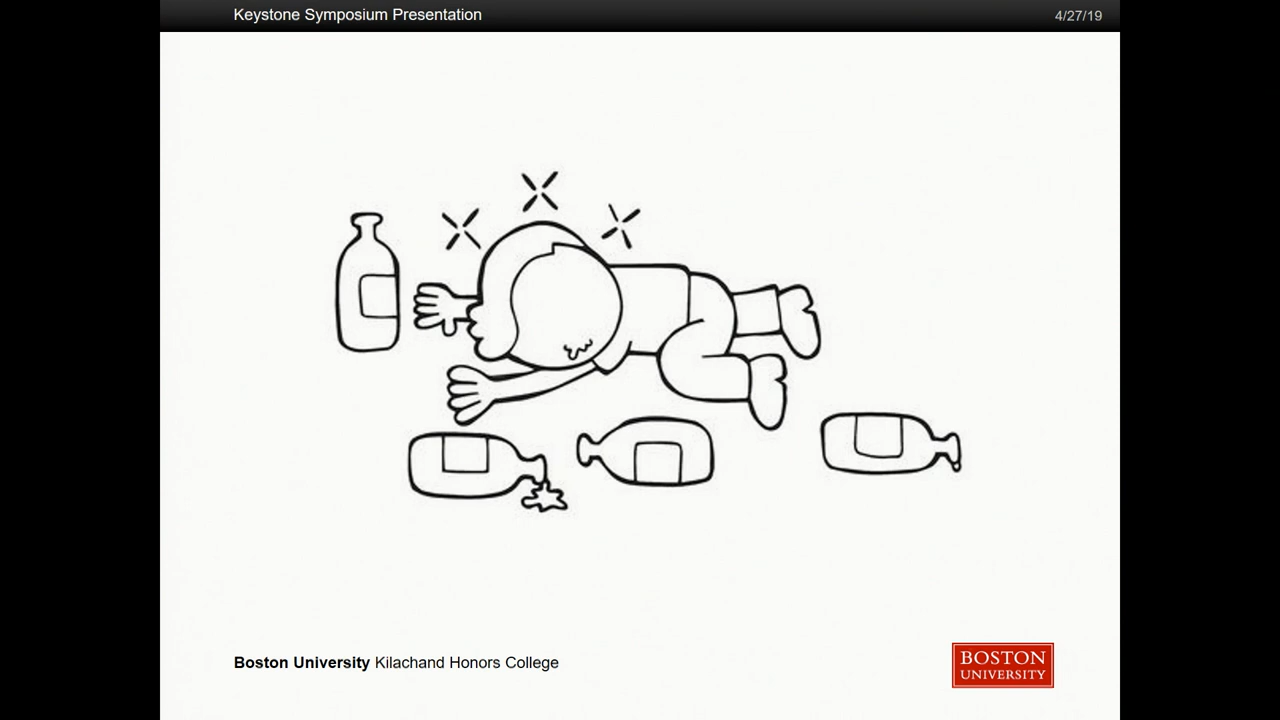 Keystone Symposium Presentation 4/27/19
Boston University Kilachand Honors College
BOSTON
UNIVERSITY